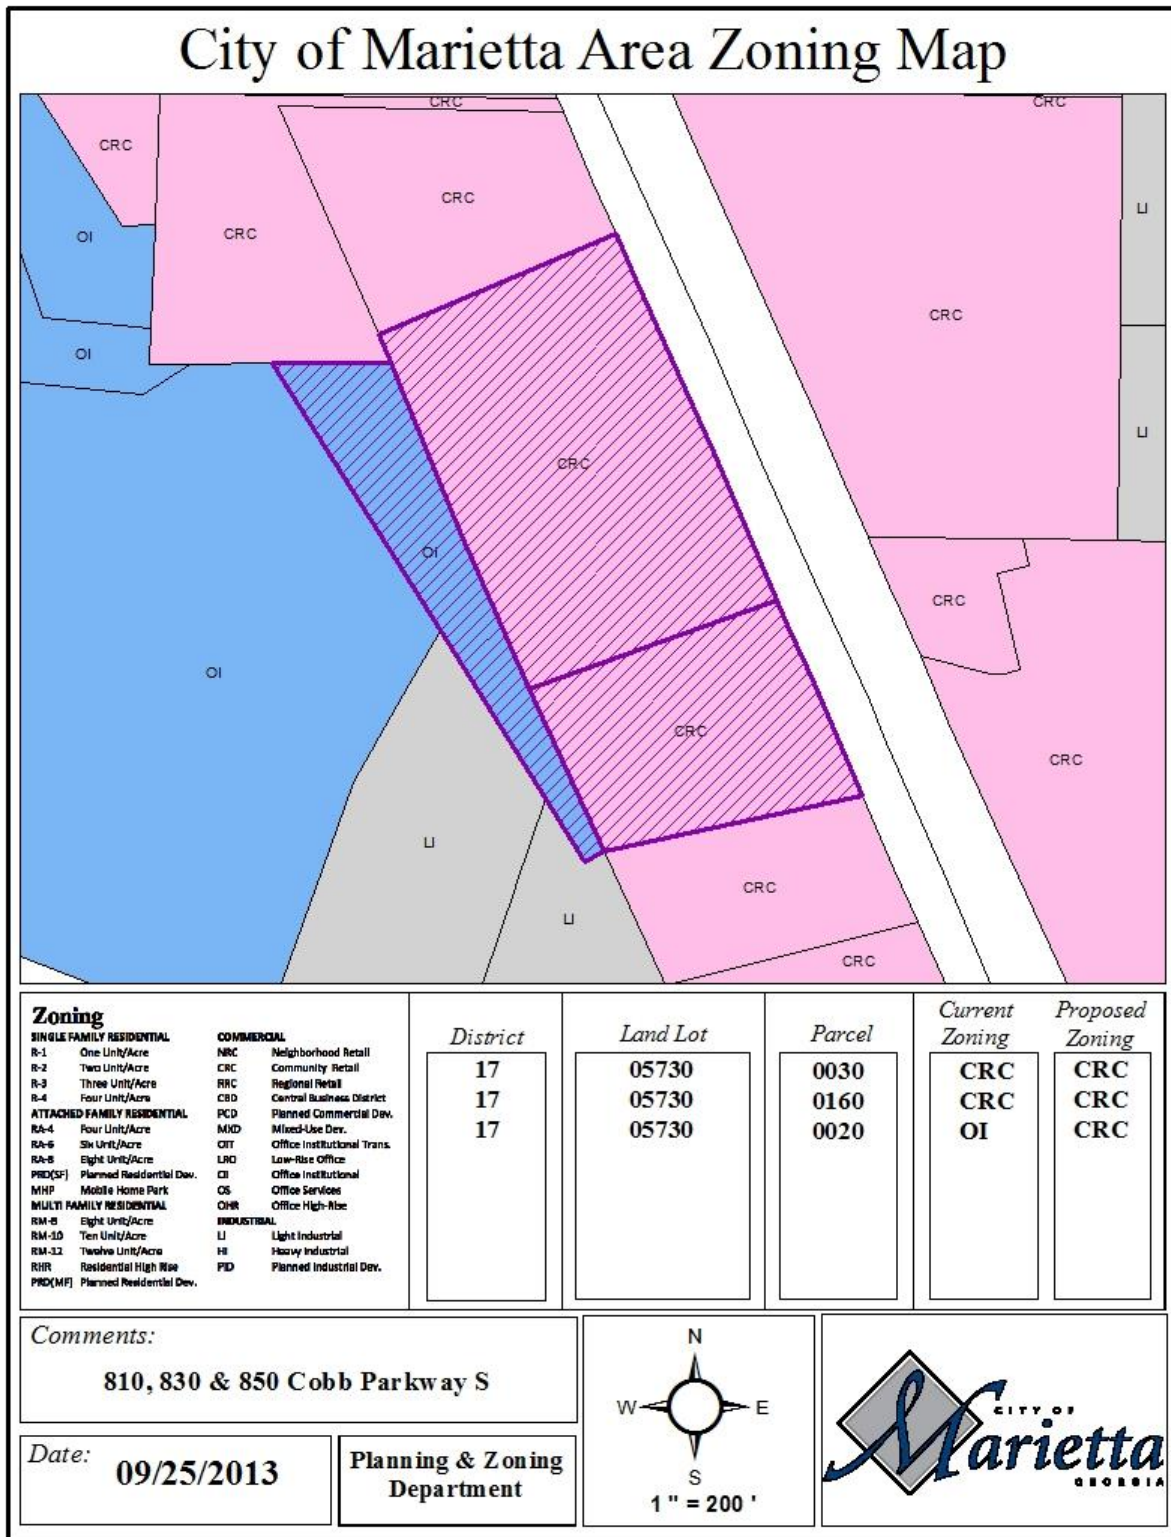 City of Marietta Area Zoning Map
CRC
CRC
CRC
CRC
CRC
OI
LI
CRC
CRC
OI
LI
CRC
OI
CRC
OI
CRC
CRC
LI
CRC
LI
CRC
Zoning
SINGLE FAMILY RESIDENTIAL
R-1 One Unit/Acre
R-2 Two Unit/Acre
R-3 Three Unit/Acre
R-4 Four Unit/Acre
ATTACHED FAMILY RESIDENTIAL
RA-4 Four Unit/Acre
RA-6 Six Unit/Acre
RA-8 Eight Unit/Acre
PRD(SF) Planned Residential Dev.
MHP Mobile Home Park
MULTI FAMILY RESIDENTIAL
RM-8 Eight Unit/Acre
RM-10 Ten Unit/Acre
RM-12 Twelve Unit/Acre
RHR Residential High Rise
PRD(MF) Planned Residential Dev.
COMMERCIAL
NRC Neighborhood Retail
CRC Community Retail
RRC Regional Retail
CBD Central Business District
PCD Planned Commercial Dev.
MXD Mixed-Use Dev.
OIT Office Institutional Trans.
LRO Low-Rise Office
OI Office Institutional
OS Office Services
OHR Office High-Rise
INDUSTRIAL
LI Light Industrial
HI Heavy Industrial
PID Planned Industrial Dev.
District Land Lot Parcel Current Zoning Proposed Zoning
17 05730 0030 CRC CRC
17 05730 0160 CRC CRC
17 05730 0020 OI CRC
Comments:
810, 830 & 850 Cobb Parkway S
Date:
09/25/2013
Planning & Zoning
Department
N
W E
S
1 " = 200 '
CITY OF
Marietta
GEORGIA